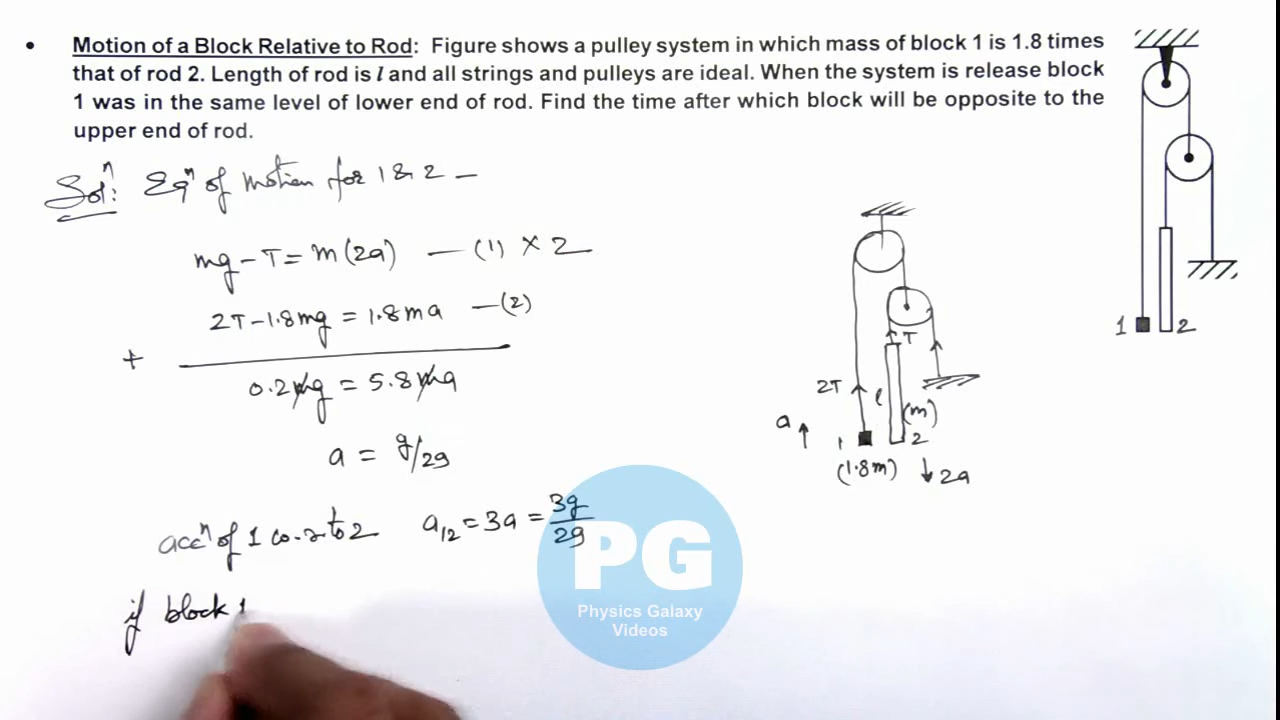 • Motion of a Block Relative to Rod: Figure shows a pulley system in which mass of block 1 is 1.8 times
that of rod 2. Length of rod is l and all strings and pulleys are ideal. When the system is release block
1 was in the same level of lower end of rod. Find the time after which block will be opposite to the
upper end of rod.
Solⁿ: Eqⁿ of motion for 1 & 2 –
mg – T = m(2a) — (1) × 2
2T – 1.8mg = 1.8ma — (2)
+
0.2mg = 5.8ma
a = g/29
accⁿ of 1 w.r to 2 a₁₂ = 3a = 3g/29
if block 1
1 2
T
2T
l
(m)
a
1 2
(1.8m)
2a
PG
Physics Galaxy
Videos